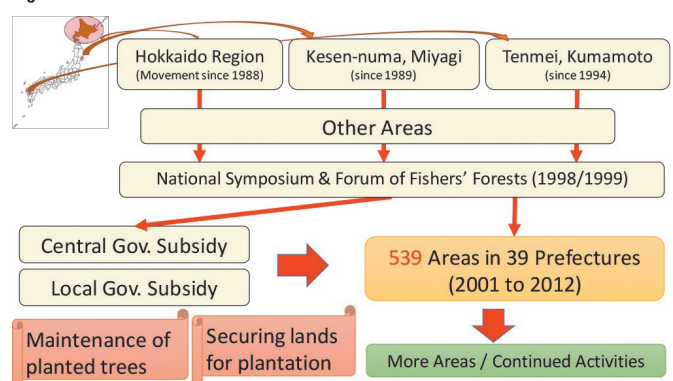 Hokkaido Region
(Movement since 1988)
Kesen-numa, Miyagi
(since 1989)
Tenmei, Kumamoto
(since 1994)
Other Areas
National Symposium & Forum of Fishers’ Forests (1998/1999)
Central Gov. Subsidy
Local Gov. Subsidy
539 Areas in 39 Prefectures
(2001 to 2012)
Maintenance of
planted trees
Securing lands
for plantation
More Areas / Continued Activities